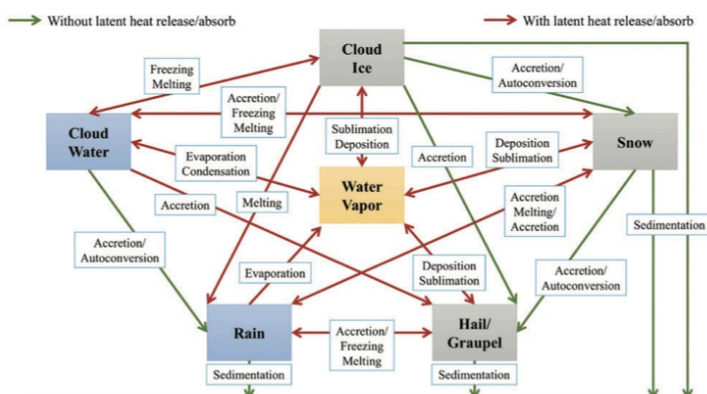 Without latent heat release/absorb
With latent heat release/absorb
Cloud
Ice
Freezing
Melting
Accretion/
Autoconversion
Accretion/
Freezing
Melting
Cloud
Water
Sublimation
Deposition
Snow
Evaporation
Condensation
Accretion
Deposition
Sublimation
Water
Vapor
Accretion
Melting
Accretion
Melting/
Accretion
Sedimentation
Accretion/
Autoconversion
Evaporation
Deposition
Sublimation
Accretion/
Autoconversion
Rain
Accretion/
Freezing
Melting
Hail/
Graupel
Sedimentation
Sedimentation